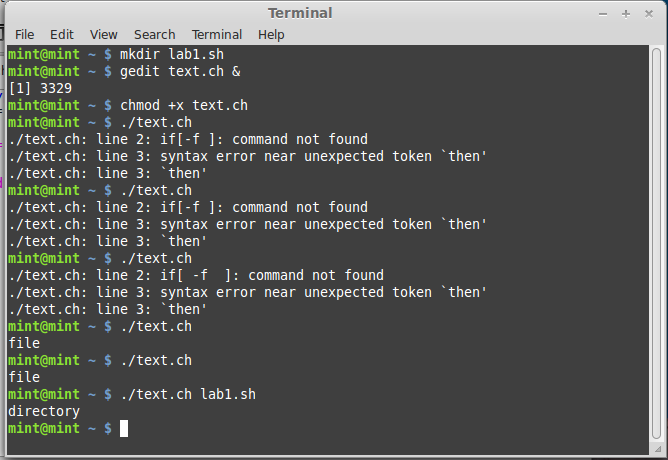 Terminal
File Edit View Search Terminal Help
mint@mint ~ $ mkdir lab1.sh
mint@mint ~ $ gedit text.ch &
[1] 3329
mint@mint ~ $ chmod +x text.ch
mint@mint ~ $ ./text.ch
./text.ch: line 2: if[-f ]: command not found
./text.ch: line 3: syntax error near unexpected token `then'
./text.ch: line 3: `then'
mint@mint ~ $ ./text.ch
./text.ch: line 2: if[-f ]: command not found
./text.ch: line 3: syntax error near unexpected token `then'
./text.ch: line 3: `then'
mint@mint ~ $ ./text.ch
./text.ch: line 2: if[ -f  ]: command not found
./text.ch: line 3: syntax error near unexpected token `then'
./text.ch: line 3: `then'
mint@mint ~ $ ./text.ch
file
mint@mint ~ $ ./text.ch
file
mint@mint ~ $ ./text.ch lab1.sh
directory
mint@mint ~ $